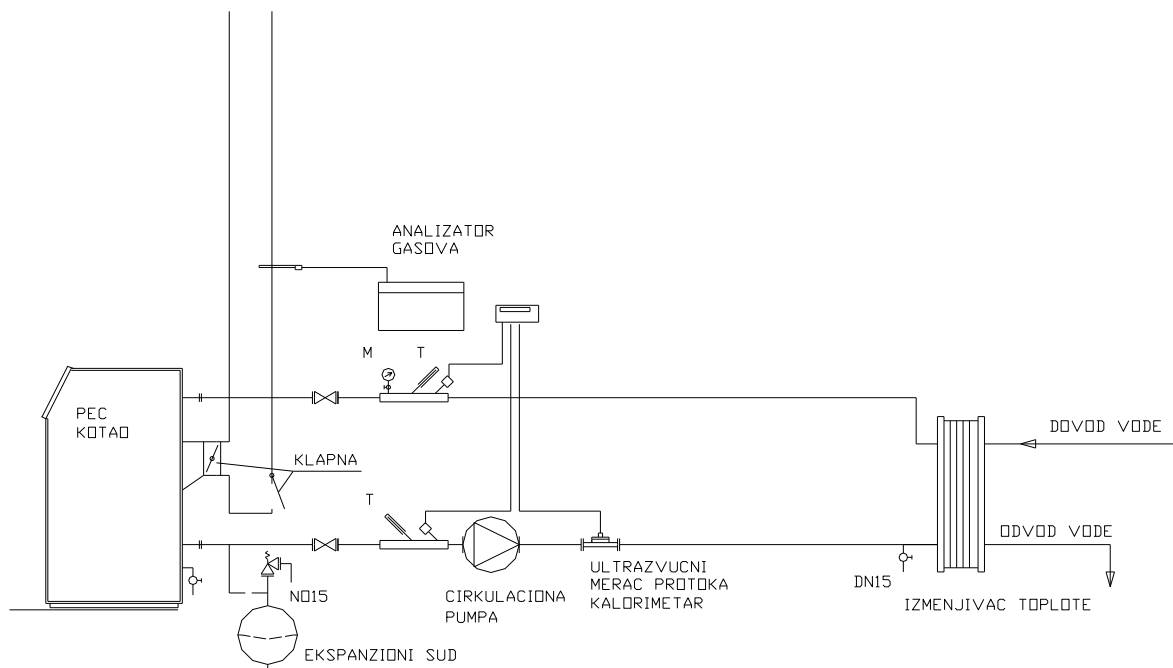 ANALIZATOR
GASOVA
M
T
PEC
KOTAO
DOVOD VODE
KLAPNA
T
ODVOD VODE
ULTRAZVUCNI
MERAC PROTOKA
KALORIMETAR
DN15
NO15
CIRKULACIONA
PUMPA
IZMENJIVAC TOPLOTE
EKSPANZIONI SUD